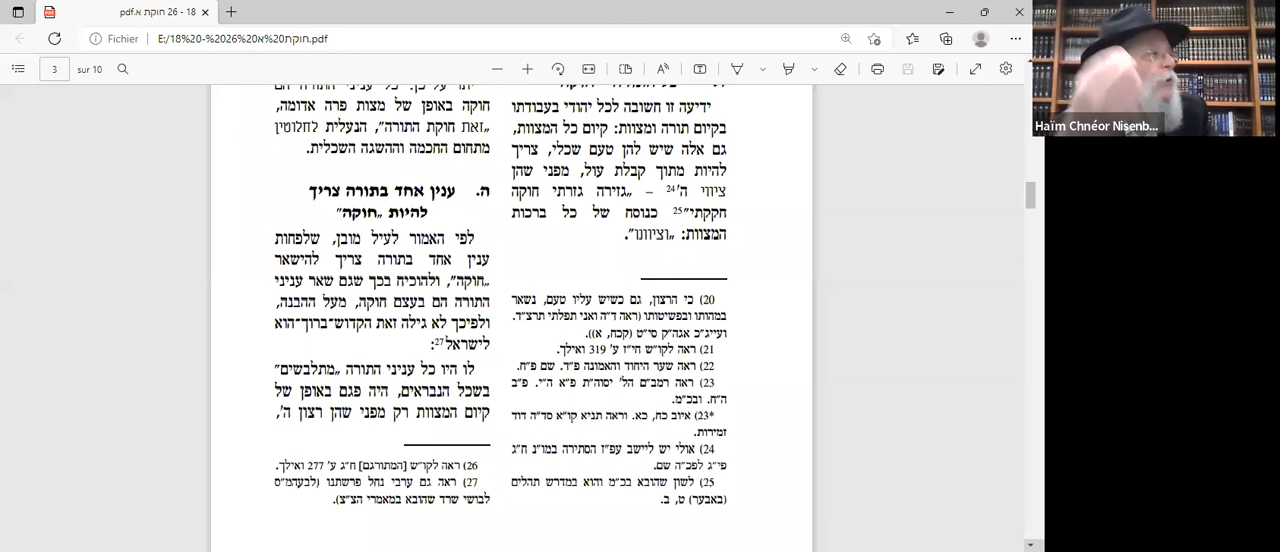 18 - 26 חוקת א.pdf
Fichier
E:/18%20-%2026%20חוקת%20א.pdf
3
sur 10
ידיעה זו חשובה לכל יהודי בעבודתו
בקיום תורה ומצוות: קיום כל המצוות,
גם אלה שיש להן טעם שכלי, צריך
להיות מתוך קבלת עול, מפני שהן
ציווי ה'24 – „גזירה גזרתי חוקה
חקקתי"25 כנוסח של כל ברכות
המצוות: „וציוונו".
20) כי הרצון, גם כשיש עליו טעם, נשאר
במהותו ובפשיטותו (ראה ד"ה ואני תפלתי תרצ"ד.
ועייג"כ אגה"ק סי"ט (קכח, א)).
21) ראה לקו"ש חי"ז ע' 319 ואילך.
22) ראה שער היחוד והאמונה פ"ד. שם פ"ח.
23) ראה רמב"ם הל' יסוה"ת פ"א ה"י. פ"ב
ה"ח. ובכ"מ.
23*) איוב כח, כא. וראה תניא קו"א סד"ה דוד
זמירות.
24) אולי יש ליישב עפ"ז הסתירה במו"נ ח"ג
פי"ג לפכ"ה שם.
25) לשון שהובא בכ"מ והוא במדרש תהלים
(באבער) ט, ב.
חוקה באופן של מצות פרה אדומה,
„זאת חוקת התורה", הנעלית לחלוטין
מתחום החכמה וההשגה השכלית.
ה. ענין אחד בתורה צריך
להיות „חוקה"
לפי האמור לעיל מובן, שלפחות
ענין אחד בתורה צריך להישאר
„חוקה", ולהוכיח בכך שגם שאר עניני
התורה הם בעצם חוקה, מעל ההבנה,
ולפיכך לא גילה זאת הקדוש־ברוך־הוא
לישראל27:
לו היו כל עניני התורה „מתלבשים"
בשכל הנבראים, היה פגם באופן של
קיום המצוות רק מפני שהן רצון ה',
26) ראה לקו"ש [המתורגם] ח"ג ע' 277 ואילך.
27) ראה גם ערבי נחל פרשתנו (לבעהמ"ס
לבושי שרד שהובא במאמרי הצ"צ).
Haïm Chnéor Nisenb...